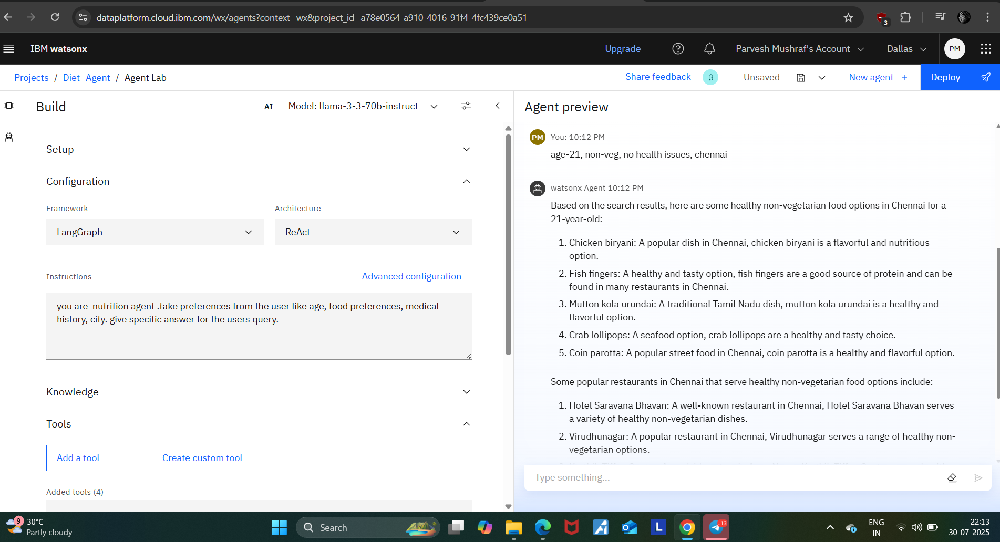 dataplatform.cloud.ibm.com/wx/agents?context=wx&project_id=a78e0564-a910-4016-91f4-4fc439ce0a51
3
IBM watsonx
Upgrade
Parvesh Mushraf's Account
Dallas
PM
Projects / Diet_Agent / Agent Lab
Share feedback
β
Unsaved
New agent +
Deploy
Build
AI
Model: llama-3-3-70b-instruct
Setup
Configuration
Framework
Architecture
LangGraph
ReAct
Instructions
Advanced configuration
you are  nutrition agent .take preferences from the user like age, food preferences, medical
history, city. give specific answer for the users query.
Knowledge
Tools
Add a tool
Create custom tool
Added tools (4)
Agent preview
PM
You: 10:12 PM
age-21, non-veg, no health issues, chennai
watsonx Agent 10:12 PM
Based on the search results, here are some healthy non-vegetarian food options in Chennai for a
21-year-old:
1. Chicken biryani: A popular dish in Chennai, chicken biryani is a flavorful and nutritious
option.
2. Fish fingers: A healthy and tasty option, fish fingers are a good source of protein and can be
found in many restaurants in Chennai.
3. Mutton kola urundai: A traditional Tamil Nadu dish, mutton kola urundai is a healthy and
flavorful option.
4. Crab lollipops: A seafood option, crab lollipops are a healthy and tasty choice.
5. Coin parotta: A popular street food in Chennai, coin parotta is a healthy and flavorful option.
Some popular restaurants in Chennai that serve healthy non-vegetarian food options include:
1. Hotel Saravana Bhavan: A well-known restaurant in Chennai, Hotel Saravana Bhavan serves
a variety of healthy non-vegetarian dishes.
2. Virudhunagar: A popular restaurant in Chennai, Virudhunagar serves a range of healthy non-
vegetarian options.
Type something...
9
30°C
Partly cloudy
Search
L
..13
ENG
IN
22:13
30-07-2025